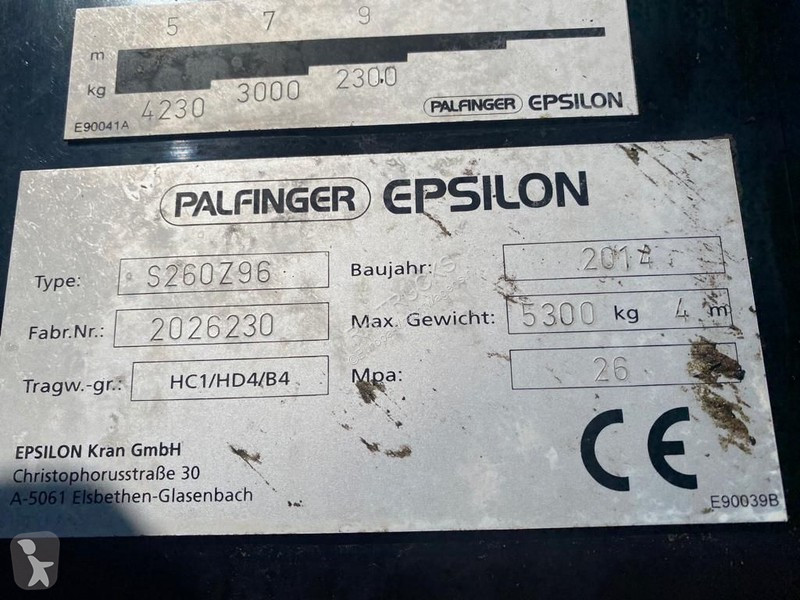 5 7 9
m
kg
4230 3000 2300
E90041A
PALFINGER EPSILON
PALFINGER EPSILON
Type: S260Z96
Baujahr: 2014
Fabr.Nr.: 2026230
Max. Gewicht: 5300 kg 4 m
Tragw.-gr.: HC1/HD4/B4
Mpa: 26
EPSILON Kran GmbH
Christophorusstraße 30
A-5061 Elsbethen-Glasenbach
CE
E90039B